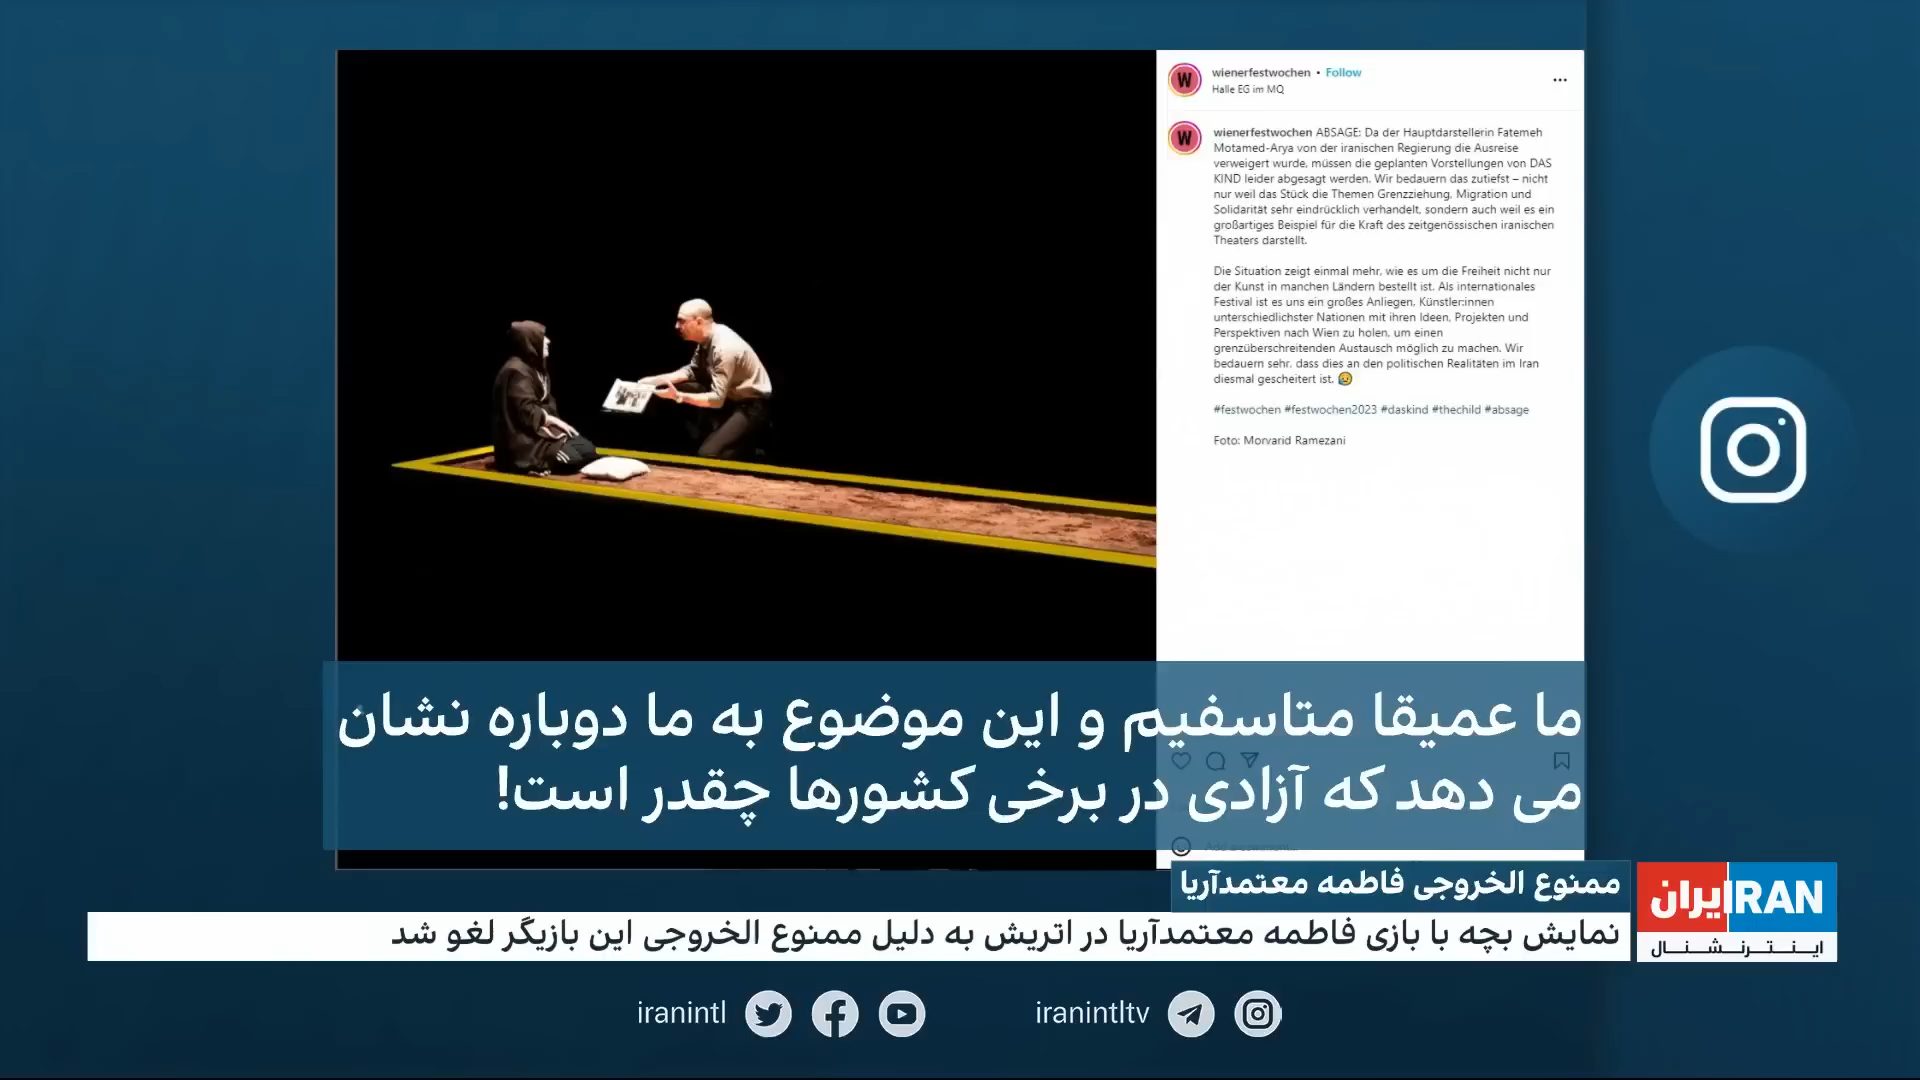 wienerfestwochen • Follow
Halle EG im MQ
wienerfestwochen ABSAGE: Da der Hauptdarstellerin Fatemeh
Motamed-Arya von der iranischen Regierung die Ausreise
verweigert wurde, müssen die geplanten Vorstellungen von DAS
KIND leider abgesagt werden. Wir bedauern das zutiefst – nicht
nur weil das Stück die Themen Grenzziehung, Migration und
Solidarität sehr eindrücklich verhandelt, sondern auch weil es ein
großartiges Beispiel für die Kraft des zeitgenössischen iranischen
Theaters darstellt.
Die Situation zeigt einmal mehr, wie es um die Freiheit nicht nur
der Kunst in manchen Ländern bestellt ist. Als internationales
Festival ist es uns ein großes Anliegen, Künstler:innen
unterschiedlichster Nationen mit ihren Ideen, Projekten und
Perspektiven nach Wien zu holen, um einen
grenzüberschreitenden Austausch möglich zu machen. Wir
bedauern sehr, dass dies an den politischen Realitäten im Iran
diesmal gescheitert ist. 😥
#festwochen #festwochen2023 #daskind #thechild #absage
Foto: Morvarid Ramezani
ما عمیقا متاسفیم و این موضوع به ما دوباره نشان
می دهد که آزادی در برخی کشورها چقدر است!
Add a comment...
ممنوع الخروجی فاطمه معتمدآریا
نمایش بچه با بازی فاطمه معتمدآریا در اتریش به دلیل ممنوع الخروجی این بازیگر لغو شد
ایران IRAN
اینترنشنال
iranintl
iranintltv